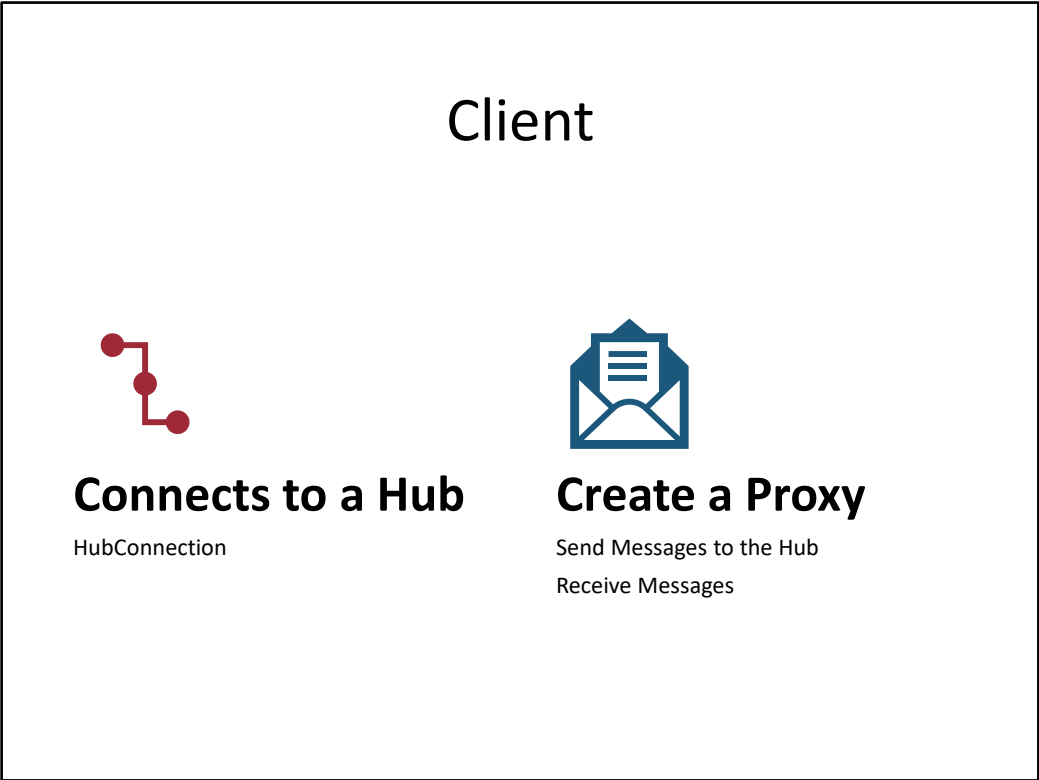 Client
Connects to a Hub
HubConnection
Create a Proxy
Send Messages to the Hub
Receive Messages